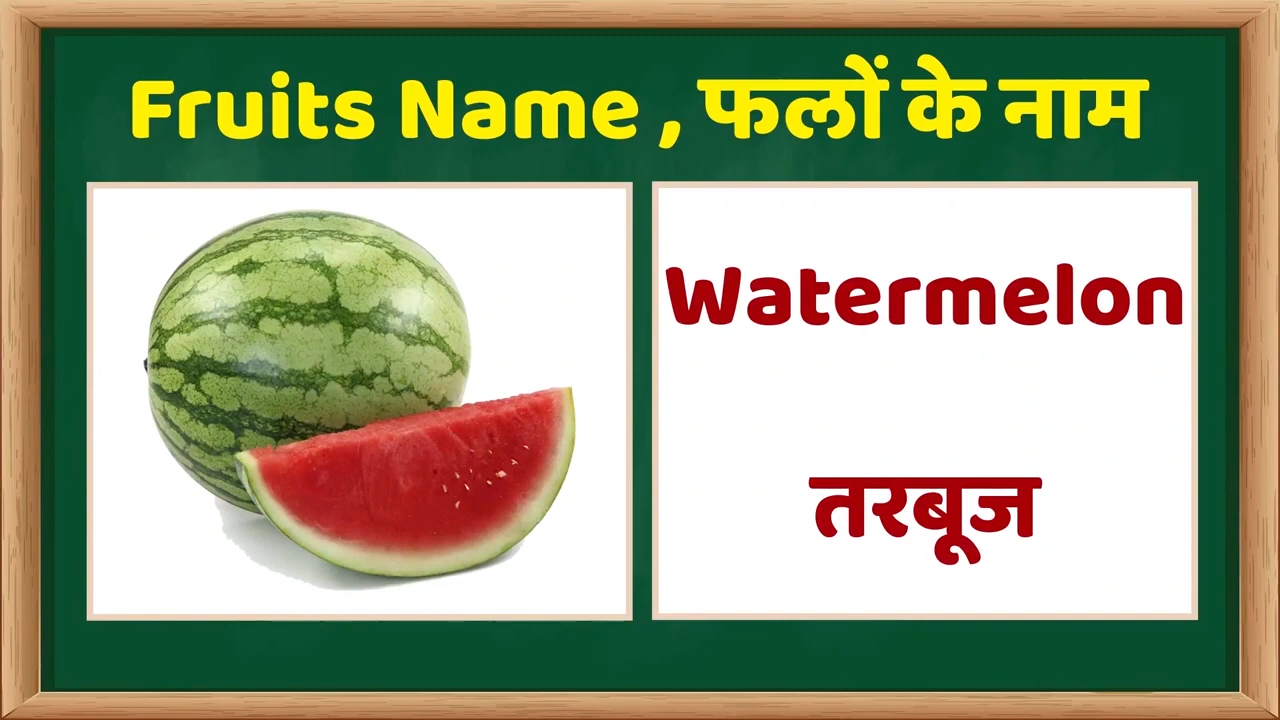 Fruits Name , फलों के नाम
Watermelon
तरबूज